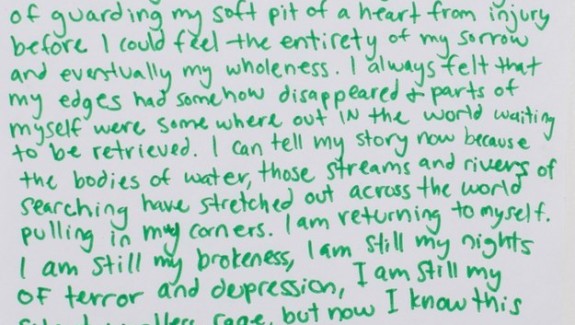 of guarding my soft pit of a heart from injury
before I could feel the entirety of my sorrow
and eventually my wholeness. I always felt that
my edges had somehow disappeared & parts of
myself were some where out in the world waiting
to be retrieved. I can tell my story now because
the bodies of water, those streams and rivers of
searching have stretched out across the world
pulling in my corners. I am returning to myself.
I am still my brokeness, I am still my nights
of terror and depression, I am still my
rage, but now I know this